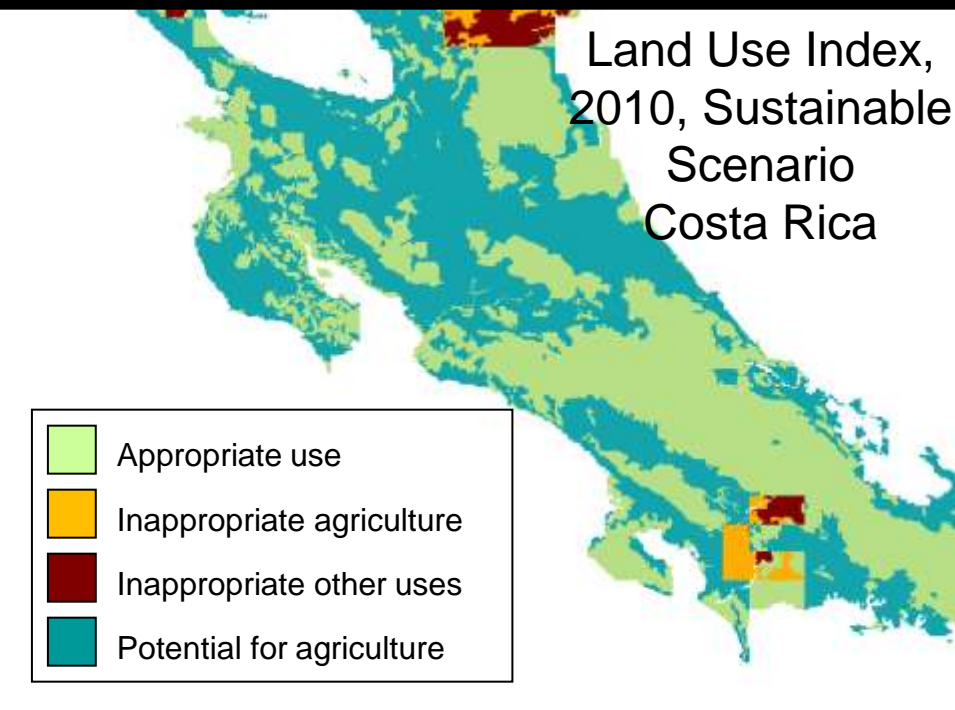 Land Use Index,
2010, Sustainable
Scenario
Costa Rica
Appropriate use
Inappropriate agriculture
Inappropriate other uses
Potential for agriculture